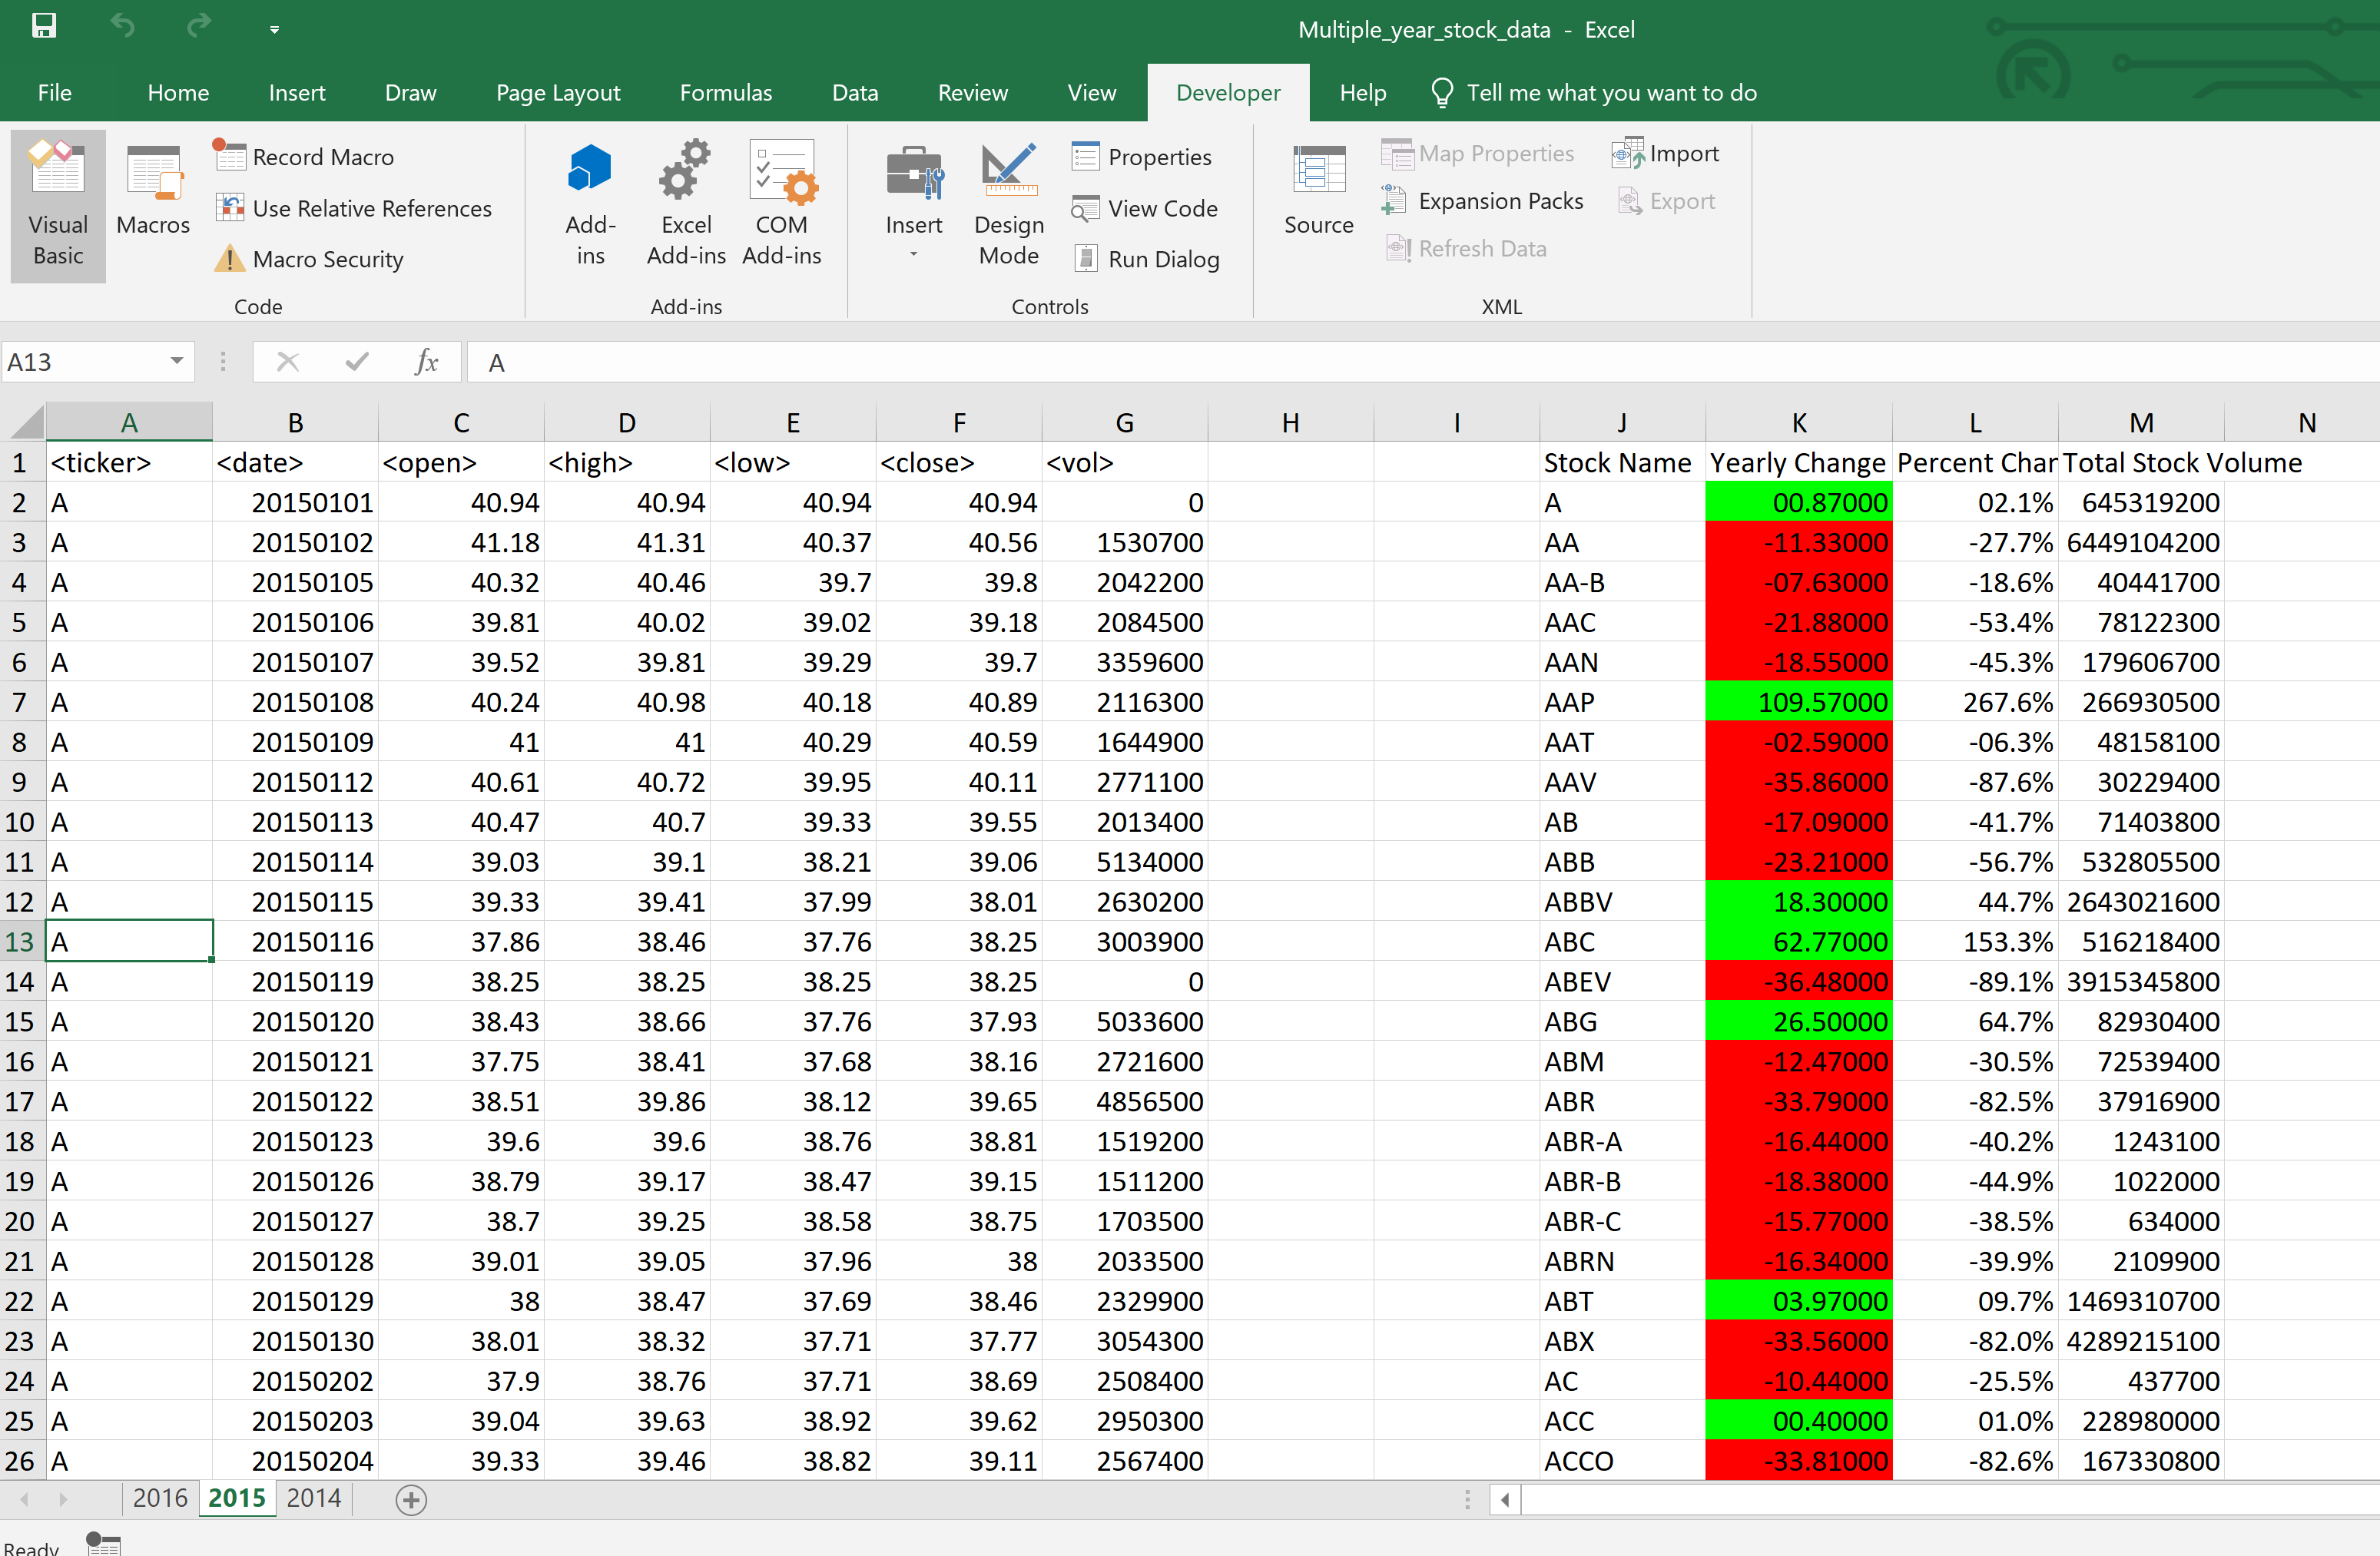 Multiple_year_stock_data - Excel
File Home Insert Draw Page Layout Formulas Data Review View Developer Help Tell me what you want to do
Visual Basic
Macros
Record Macro
Use Relative References
Macro Security
Code
Add-ins
Excel Add-ins
COM Add-ins
Add-ins
Insert
Design Mode
Properties
View Code
Run Dialog
Controls
Source
Map Properties
Expansion Packs
Refresh Data
Import
Export
XML
A13 fx A
A B C D E F G H I J K L M N
1 <ticker> <date> <open> <high> <low> <close> <vol> Stock Name Yearly Change Percent Char Total Stock Volume
2 A 20150101 40.94 40.94 40.94 40.94 0 A 00.87000 02.1% 645319200
3 A 20150102 41.18 41.31 40.37 40.56 1530700 AA -11.33000 -27.7% 6449104200
4 A 20150105 40.32 40.46 39.7 39.8 2042200 AA-B -07.63000 -18.6% 40441700
5 A 20150106 39.81 40.02 39.02 39.18 2084500 AAC -21.88000 -53.4% 78122300
6 A 20150107 39.52 39.81 39.29 39.7 3359600 AAN -18.55000 -45.3% 179606700
7 A 20150108 40.24 40.98 40.18 40.89 2116300 AAP 109.57000 267.6% 266930500
8 A 20150109 41 41 40.29 40.59 1644900 AAT -02.59000 -06.3% 48158100
9 A 20150112 40.61 40.72 39.95 40.11 2771100 AAV -35.86000 -87.6% 30229400
10 A 20150113 40.47 40.7 39.33 39.55 2013400 AB -17.09000 -41.7% 71403800
11 A 20150114 39.03 39.1 38.21 39.06 5134000 ABB -23.21000 -56.7% 532805500
12 A 20150115 39.33 39.41 37.99 38.01 2630200 ABBV 18.30000 44.7% 2643021600
13 A 20150116 37.86 38.46 37.76 38.25 3003900 ABC 62.77000 153.3% 516218400
14 A 20150119 38.25 38.25 38.25 38.25 0 ABEV -36.48000 -89.1% 3915345800
15 A 20150120 38.43 38.66 37.76 37.93 5033600 ABG 26.50000 64.7% 82930400
16 A 20150121 37.75 38.41 37.68 38.16 2721600 ABM -12.47000 -30.5% 72539400
17 A 20150122 38.51 39.86 38.12 39.65 4856500 ABR -33.79000 -82.5% 37916900
18 A 20150123 39.6 39.6 38.76 38.81 1519200 ABR-A -16.44000 -40.2% 1243100
19 A 20150126 38.79 39.17 38.47 39.15 1511200 ABR-B -18.38000 -44.9% 1022000
20 A 20150127 38.7 39.25 38.58 38.75 1703500 ABR-C -15.77000 -38.5% 634000
21 A 20150128 39.01 39.05 37.96 38 2033500 ABRN -16.34000 -39.9% 2109900
22 A 20150129 38 38.47 37.69 38.46 2329900 ABT 03.97000 09.7% 1469310700
23 A 20150130 38.01 38.32 37.71 37.77 3054300 ABX -33.56000 -82.0% 4289215100
24 A 20150202 37.9 38.76 37.71 38.69 2508400 AC -10.44000 -25.5% 437700
25 A 20150203 39.04 39.63 38.92 39.62 2950300 ACC 00.40000 01.0% 228980000
26 A 20150204 39.33 39.46 38.82 39.11 2567400 ACCO -33.81000 -82.6% 167330800
2016 2015 2014
Ready